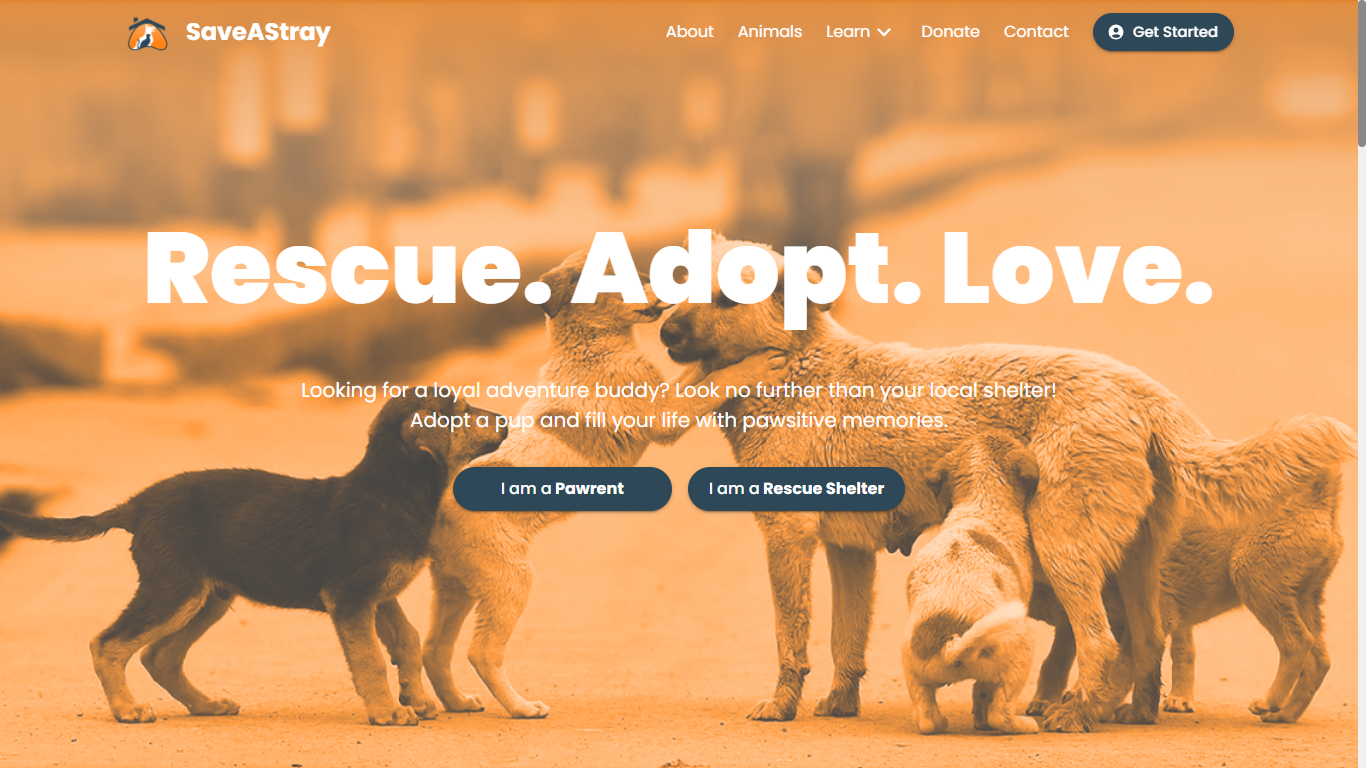 SaveAStray
About
Animals
Learn
Donate
Contact
Get Started
Rescue. Adopt. Love.
Looking for a loyal adventure buddy? Look no further than your local shelter!
Adopt a pup and fill your life with pawsitive memories.
I am a Pawrent
I am a Rescue Shelter